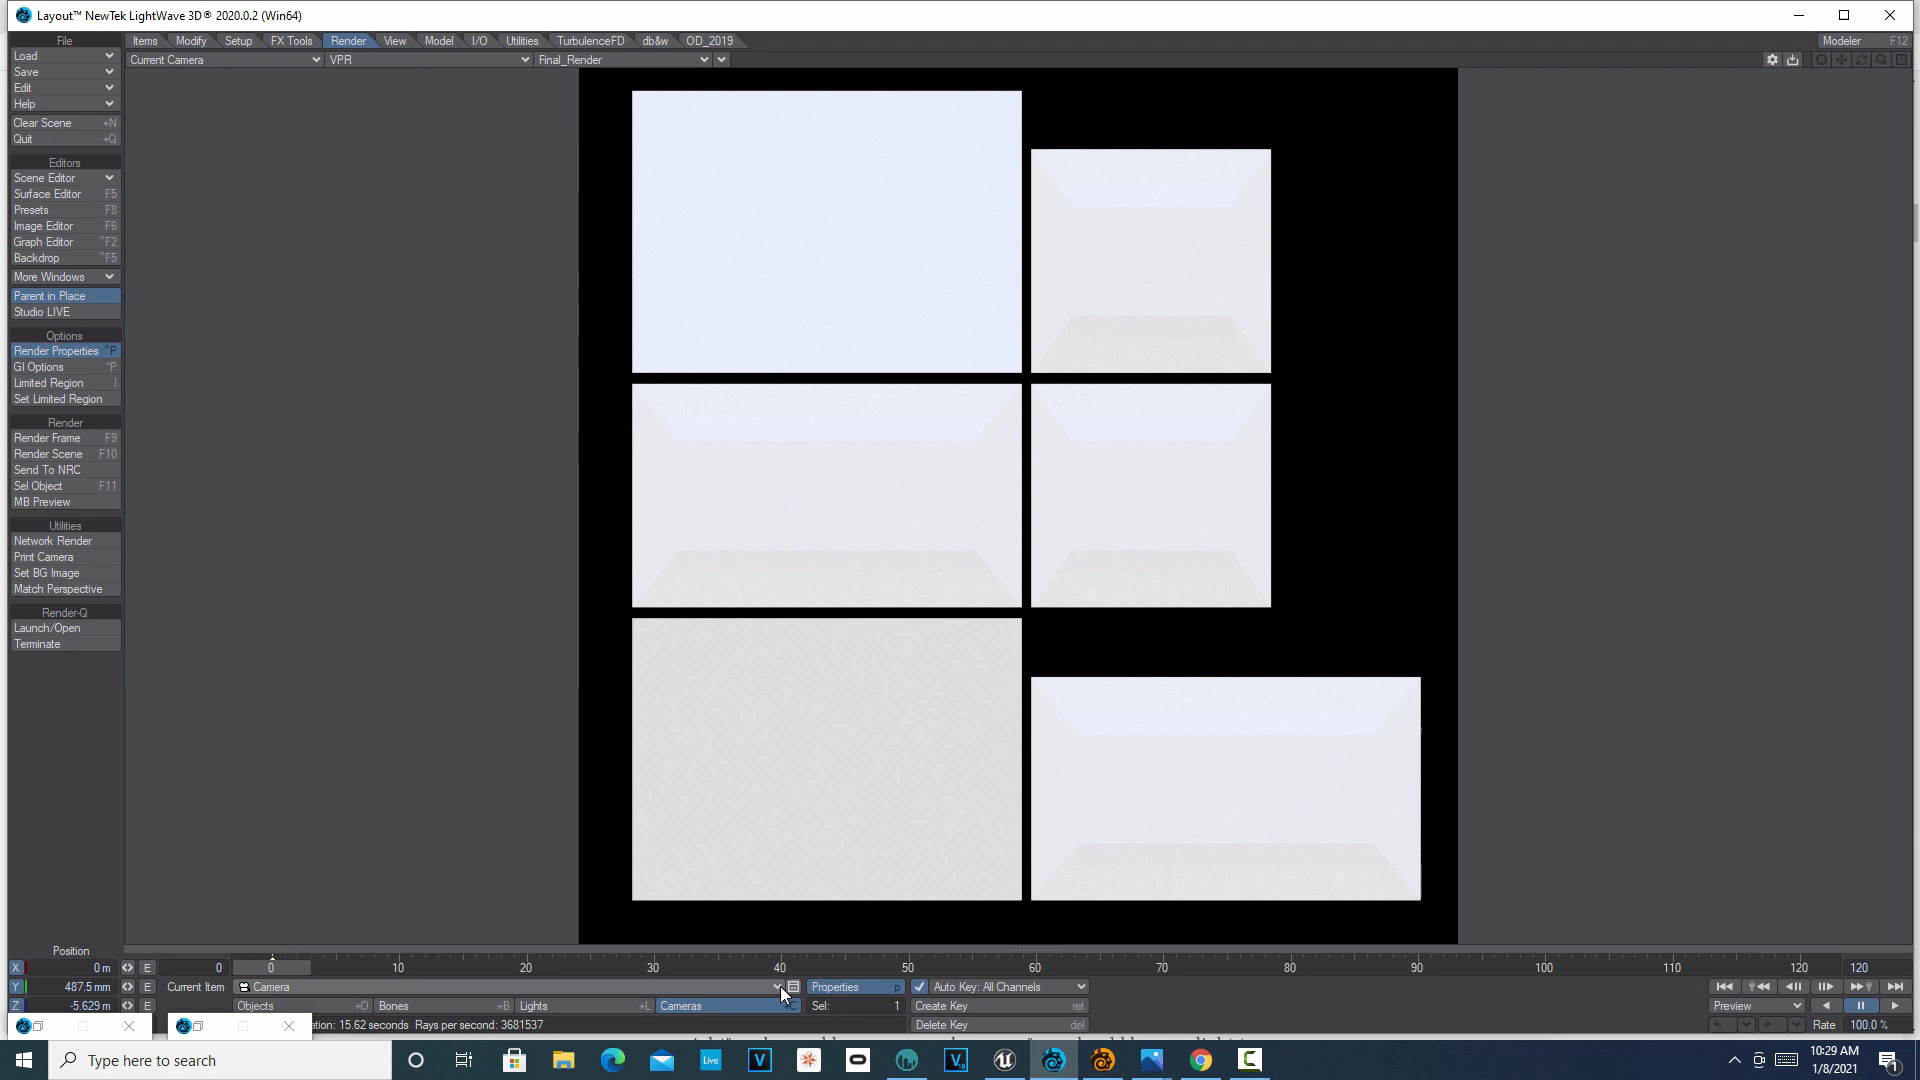 Layout™ NewTek LightWave 3D® 2020.0.2 (Win64)
File
Items Modify Setup FX Tools Render View Model I/O Utilities TurbulenceFD db&w OD_2019
Modeler F12
Load
Current Camera VPR Final_Render
Save
Edit
Help
Clear Scene +N
Quit +Q
Editors
Scene Editor
Surface Editor F5
Presets F8
Image Editor F6
Graph Editor ^F2
Backdrop ^F5
More Windows
Parent in Place
Studio LIVE
Options
Render Properties ^P
GI Options *P
Limited Region l
Set Limited Region
Render
Render Frame F9
Render Scene F10
Send To NRC
Sel Object F11
MB Preview
Utilities
Network Render
Print Camera
Set BG Image
Match Perspective
Render-Q
Launch/Open
Terminate
Position
X 0 m E 0 0 10 20 30 40 50 60 70 80 90 100 110 120 120
Y 487.5 mm E Current Item Camera Properties p Auto Key: All Channels
Z -5.629 m E Objects +O Bones +B Lights +L Cameras +C Sel: 1 Create Key ret Preview
ation: 15.62 seconds Rays per second: 3681537 Delete Key del Rate 100.0 %
Type here to search
Live
10:29 AM
1/8/2021